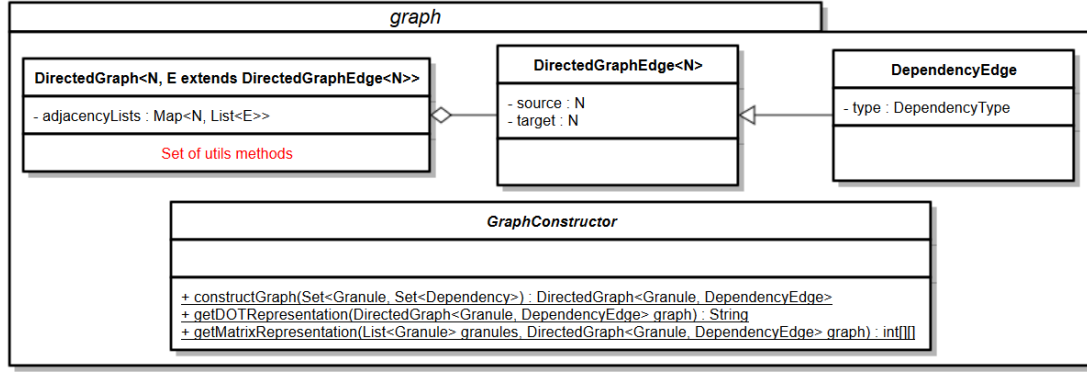 graph
DirectedGraph<N, E extends DirectedGraphEdge<N>>
- adjacencyLists : Map<N, List<E>>
Set of utils methods
DirectedGraphEdge<N>
- source : N
- target : N
DependencyEdge
- type : DependencyType
GraphConstructor
+ constructGraph(Set<Granule, Set<Dependency>) : DirectedGraph<Granule, DependencyEdge>
+ getDOTRepresentation(DirectedGraph<Granule, DependencyEdge> graph) : String
+ getMatrixRepresentation(List<Granule> granules, DirectedGraph<Granule, DependencyEdge> graph) : int[][]